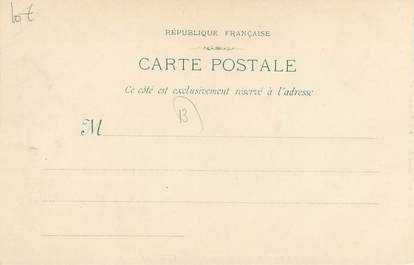 lot
RÉPUBLIQUE FRANÇAISE
CARTE POSTALE
Ce côté est exclusivement réservé à l'adresse
13
M